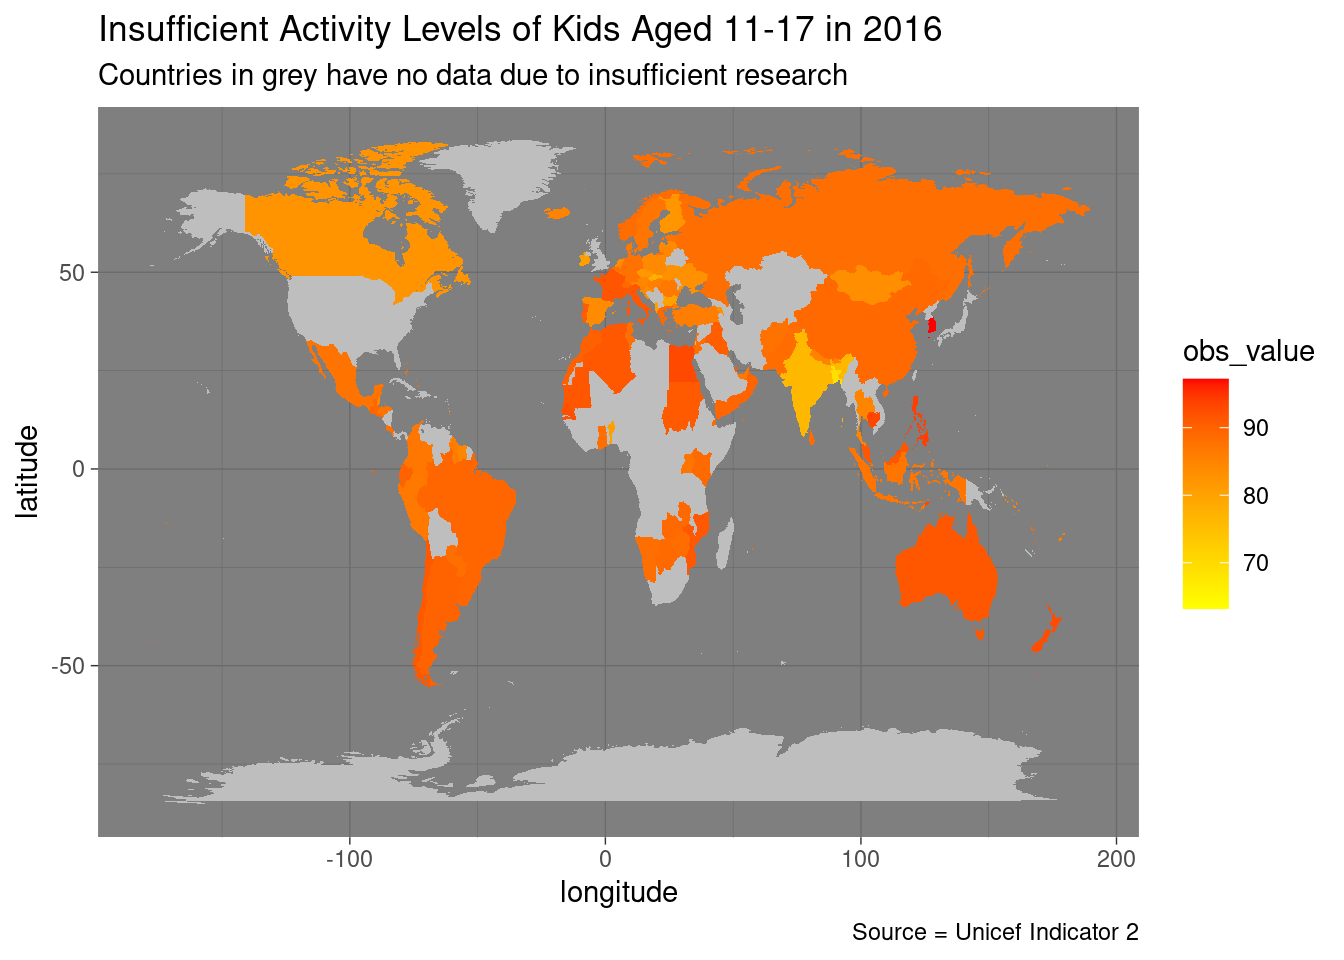 Insufficient Activity Levels of Kids Aged 11-17 in 2016
Countries in grey have no data due to insufficient research
obs_value
90
80
70
latitude
50
0
-50
-100
0
100
200
longitude
Source = Unicef Indicator 2